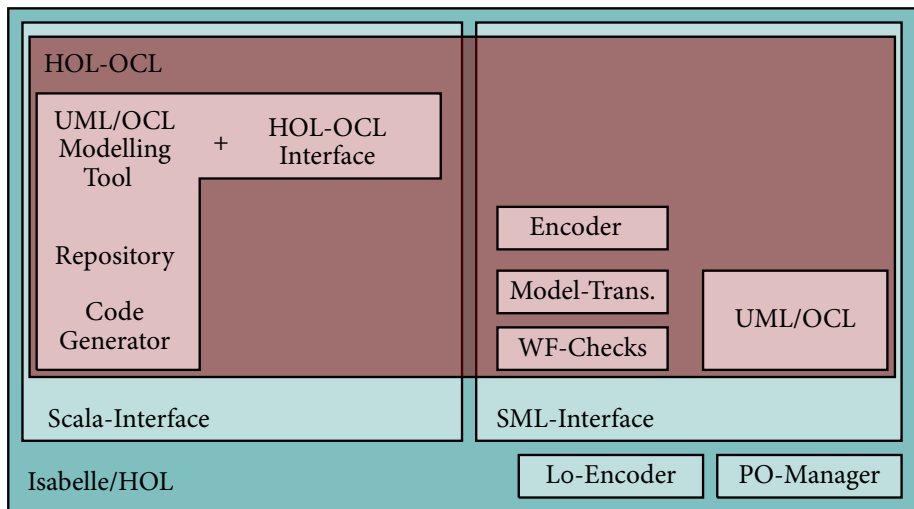 HOL-OCL
UML/OCL
Modelling
Tool
+
HOL-OCL
Interface
Repository
Code
Generator
Encoder
Model-Trans.
WF-Checks
UML/OCL
Scala-Interface
SML-Interface
Isabelle/HOL
Lo-Encoder
PO-Manager